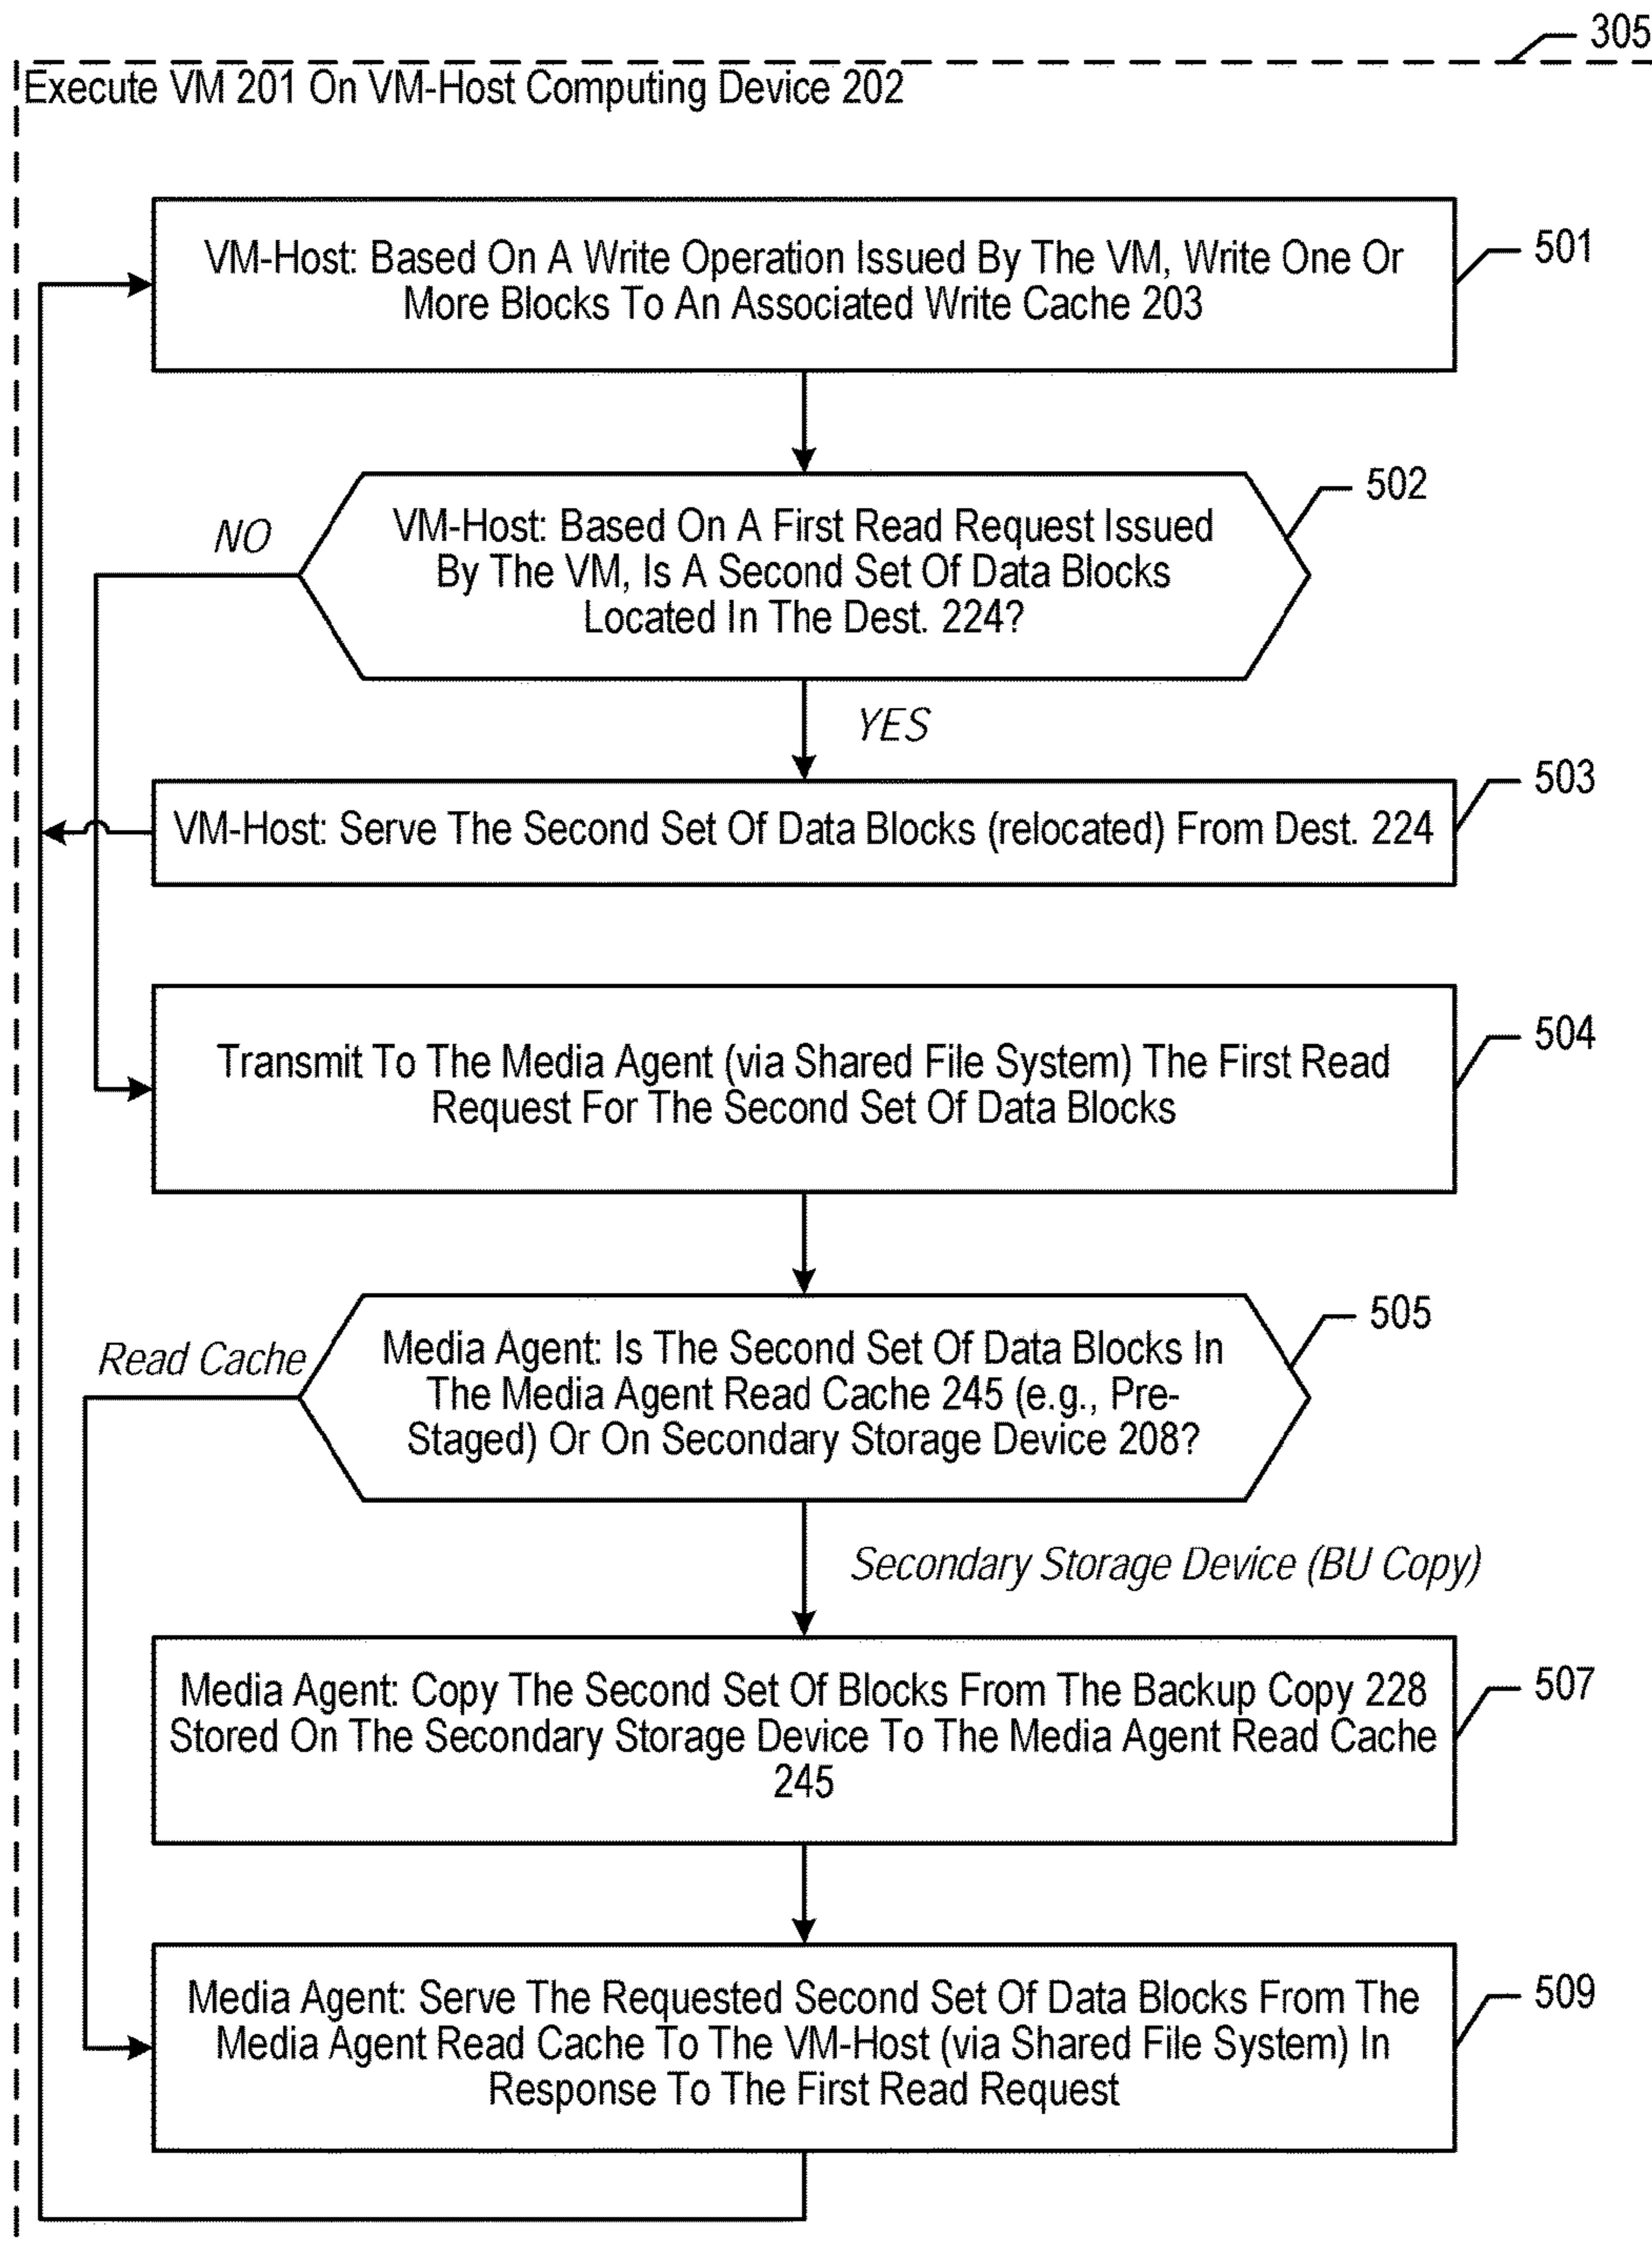 305
Execute VM 201 On VM-Host Computing Device 202
VM-Host: Based On A Write Operation Issued By The VM, Write One Or
More Blocks To An Associated Write Cache 203
501
502
NO
VM-Host: Based On A First Read Request Issued
By The VM, Is A Second Set Of Data Blocks
Located In The Dest. 224?
YES
503
VM-Host: Serve The Second Set Of Data Blocks (relocated) From Dest. 224
504
Transmit To The Media Agent (via Shared File System) The First Read
Request For The Second Set Of Data Blocks
505
Read Cache
Media Agent: Is The Second Set Of Data Blocks In
The Media Agent Read Cache 245 (e.g., Pre-
Staged) Or On Secondary Storage Device 208?
Secondary Storage Device (BU Copy)
507
Media Agent: Copy The Second Set Of Blocks From The Backup Copy 228
Stored On The Secondary Storage Device To The Media Agent Read Cache
245
509
Media Agent: Serve The Requested Second Set Of Data Blocks From The
Media Agent Read Cache To The VM-Host (via Shared File System) In
Response To The First Read Request